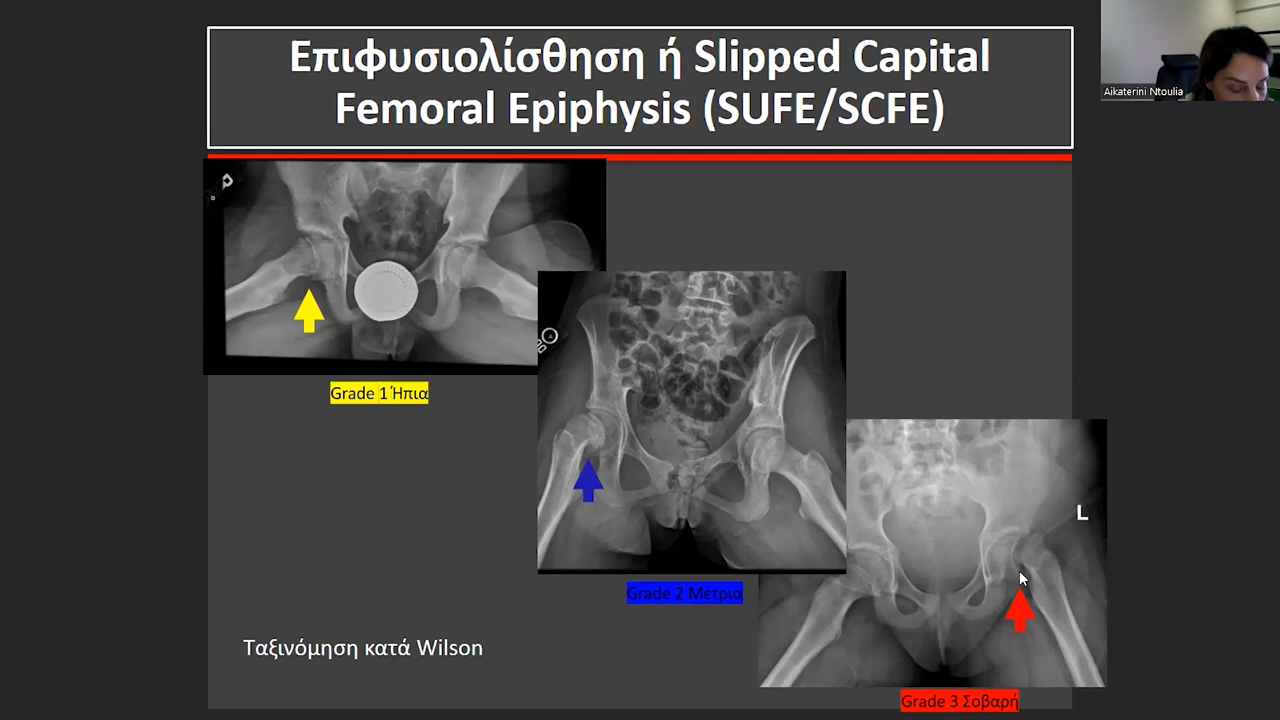 Επιφυσιολίσθηση ή Slipped Capital
Femoral Epiphysis (SUFE/SCFE)
Aikaterini Ntoulia
Grade 1 Ήπια
L
Grade 2 Μέτρια
Ταξινόμηση κατά Wilson
Grade 3 Σοβαρή